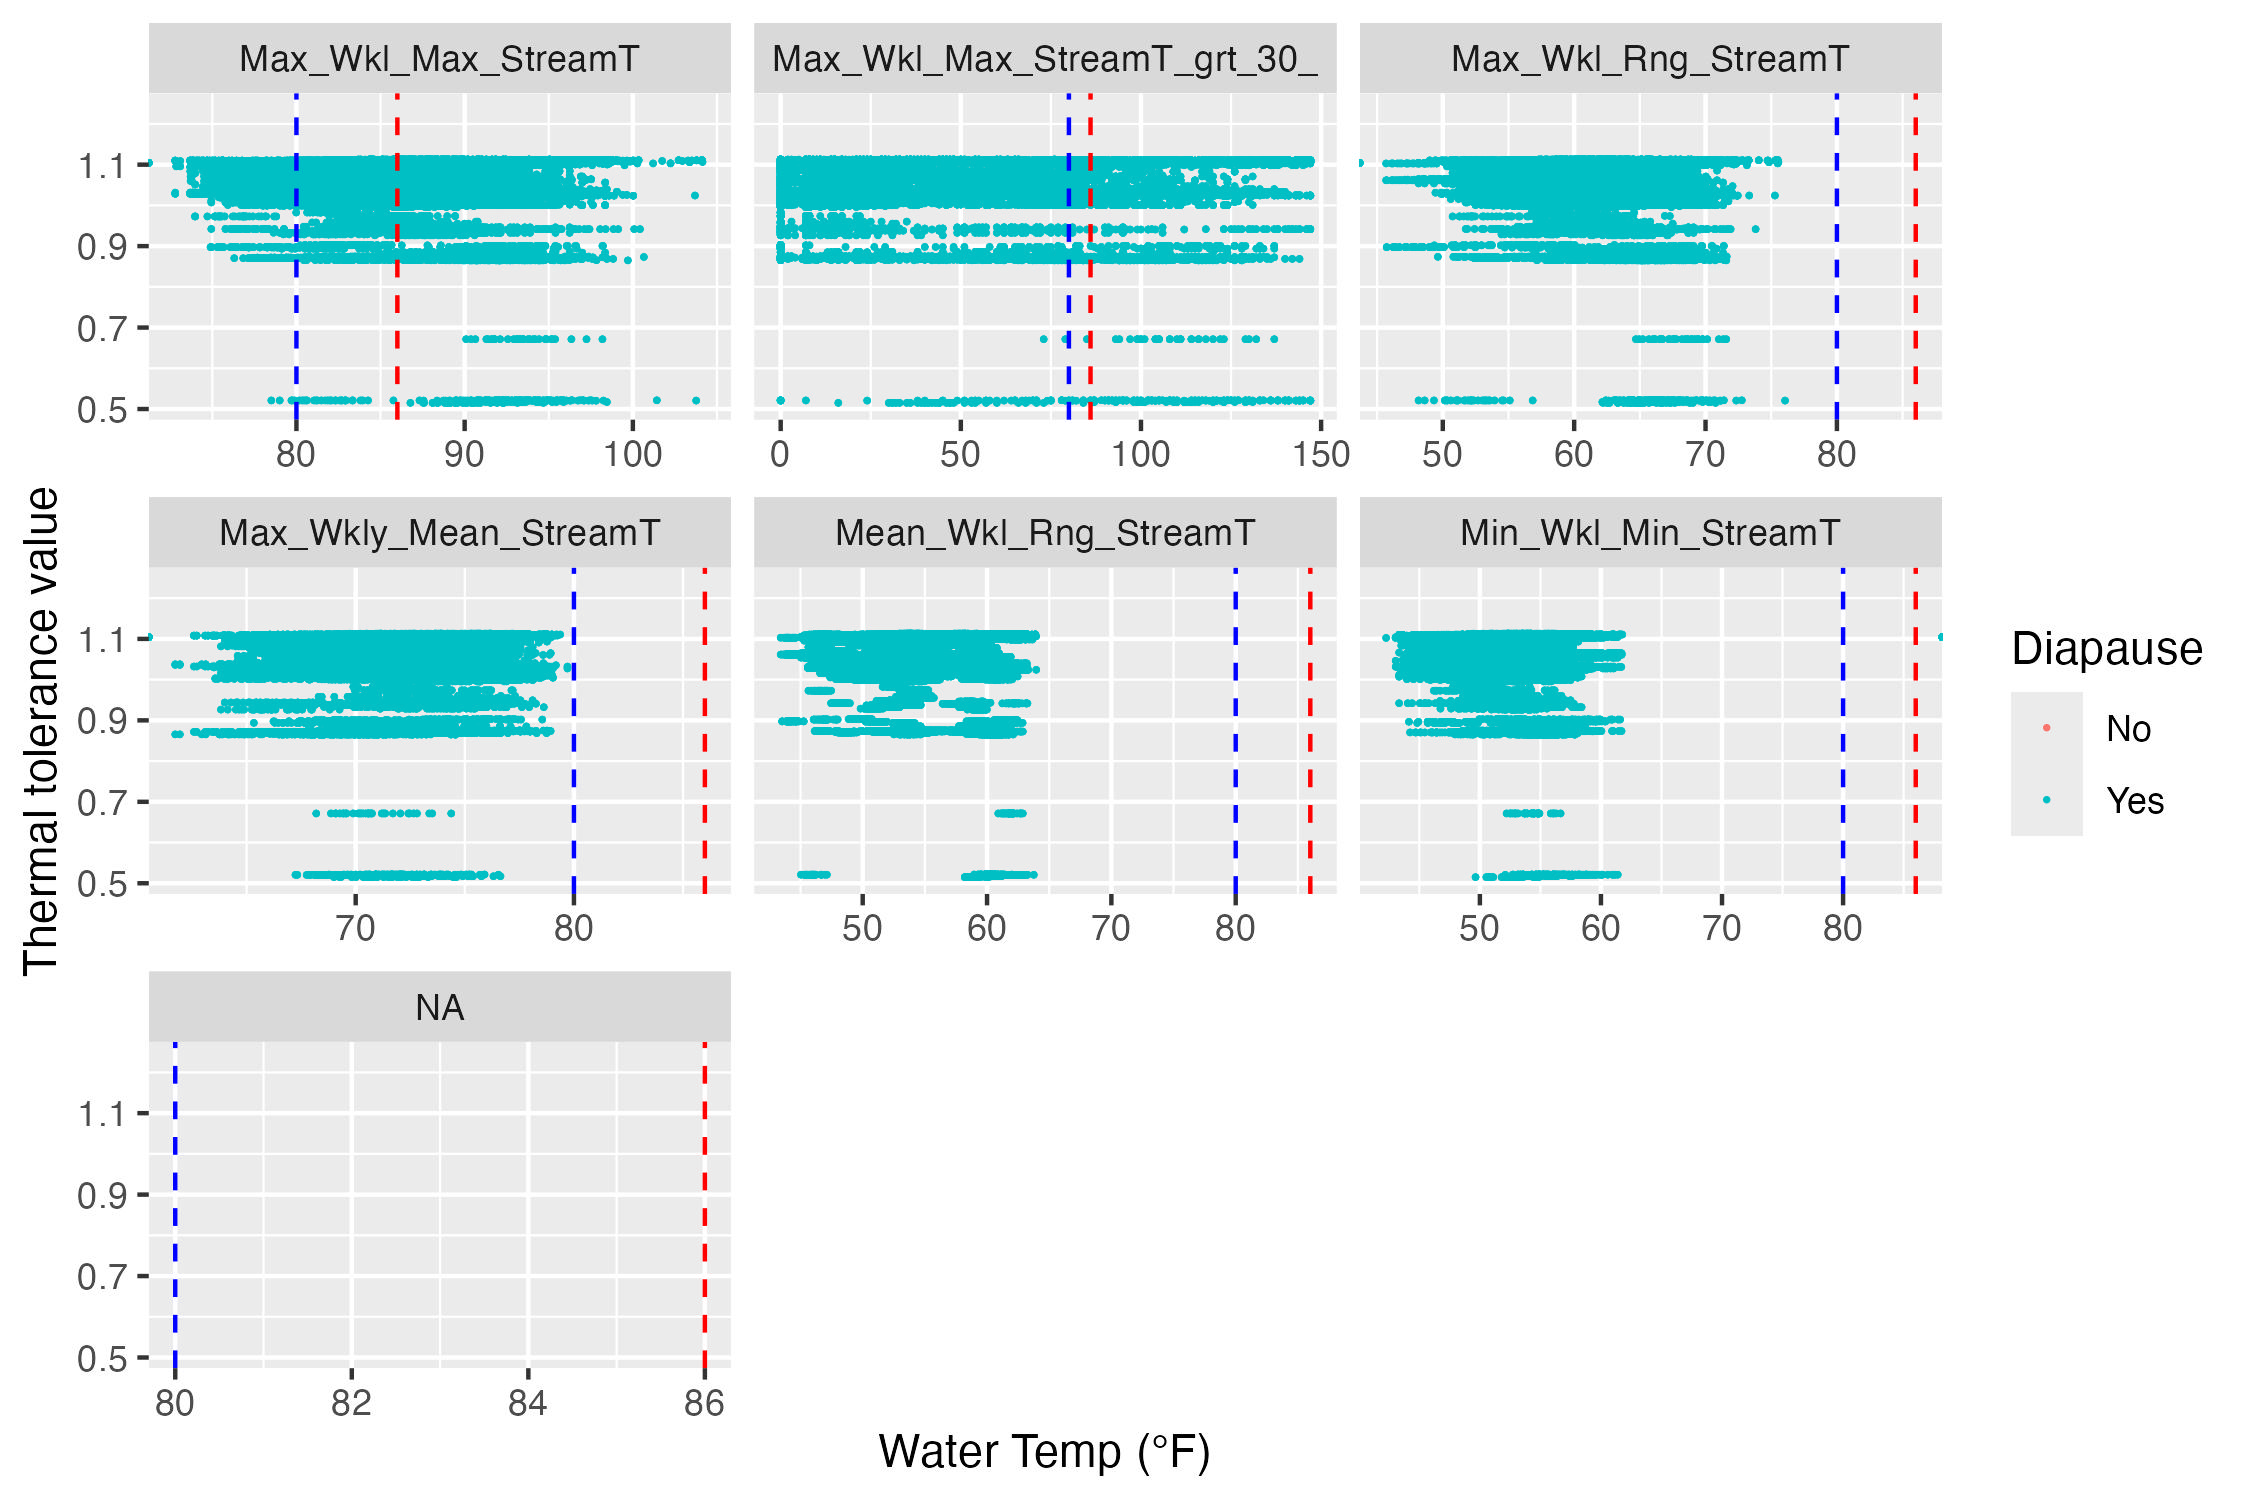 Max_Wkl_Max_StreamT Max_Wkl_Max_StreamT_grt_30_ Max_Wkl_Rng_StreamT
1.1
0.9
0.7
0.5
80 90 100 0 50 100 150 50 60 70 80
Thermal tolerance value
Max_Wkly_Mean_StreamT Mean_Wkl_Rng_StreamT Min_Wkl_Min_StreamT
1.1
0.9
0.7
0.5
70 80 50 60 70 80 50 60 70 80
Diapause
No
Yes
NA
1.1
0.9
0.7
0.5
80 82 84 86
Water Temp (°F)